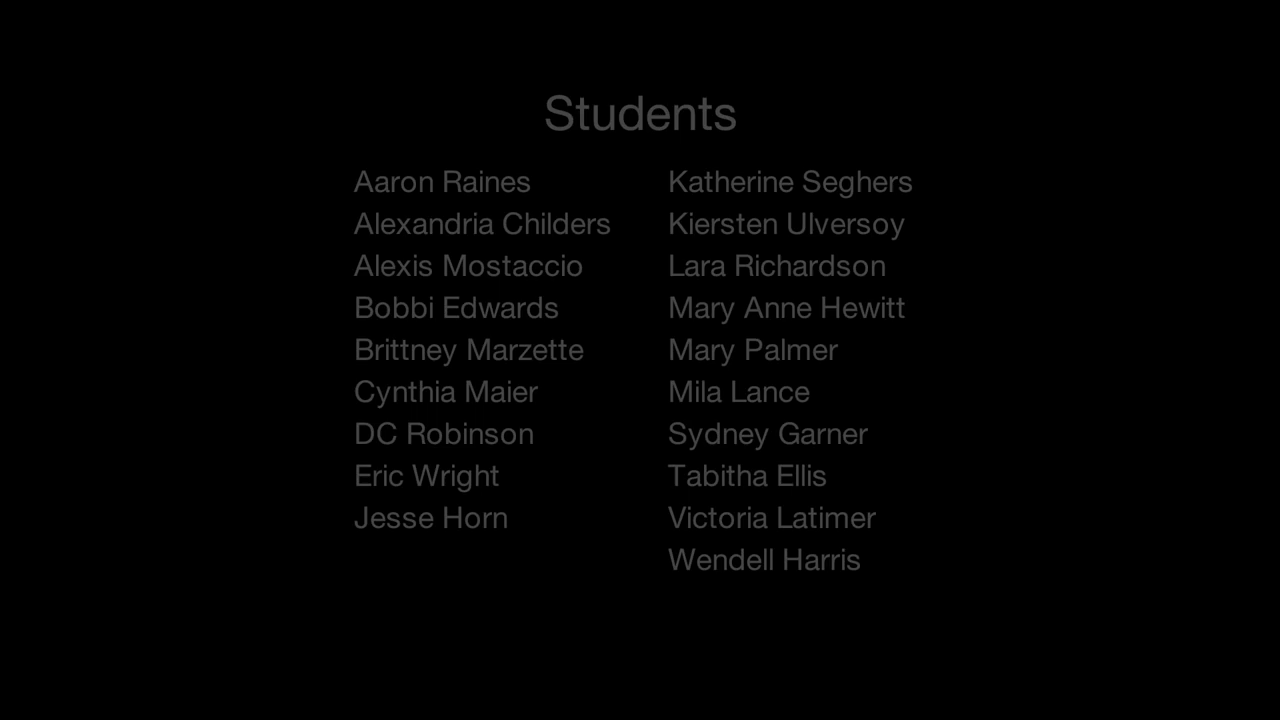 Students
Aaron Raines
Alexandria Childers
Alexis Mostaccio
Bobbi Edwards
Brittney Marzette
Cynthia Maier
DC Robinson
Eric Wright
Jesse Horn
Katherine Seghers
Kiersten Ulversoy
Lara Richardson
Mary Anne Hewitt
Mary Palmer
Mila Lance
Sydney Garner
Tabitha Ellis
Victoria Latimer
Wendell Harris